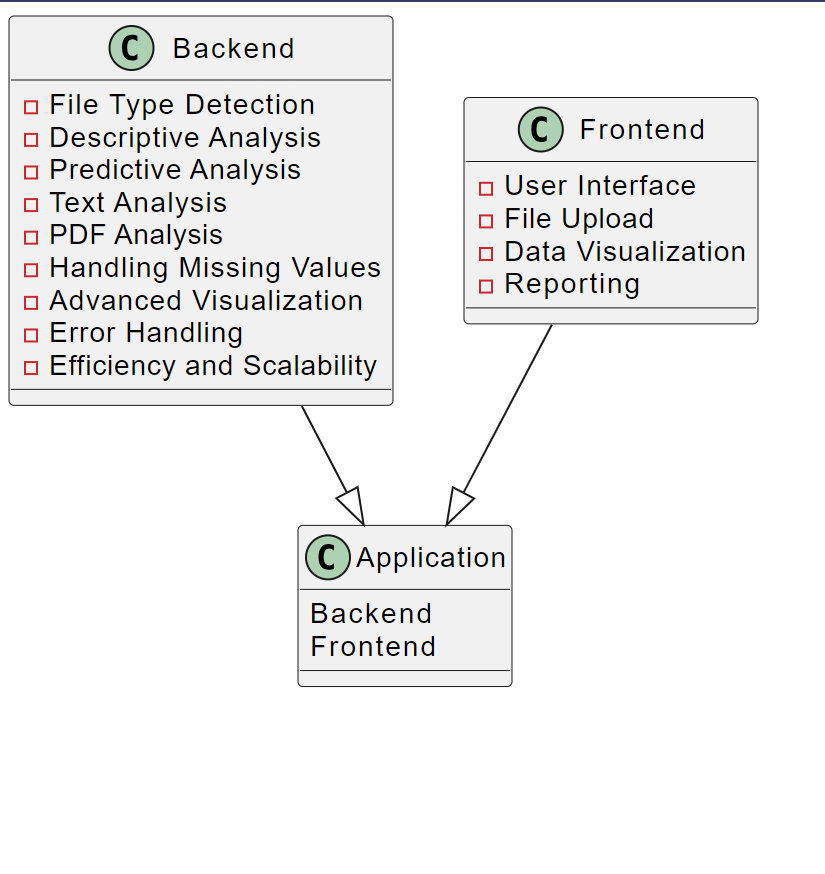 C Backend
File Type Detection
Descriptive Analysis
Predictive Analysis
Text Analysis
PDF Analysis
Handling Missing Values
Advanced Visualization
Error Handling
Efficiency and Scalability
C Frontend
User Interface
File Upload
Data Visualization
Reporting
C Application
Backend
Frontend